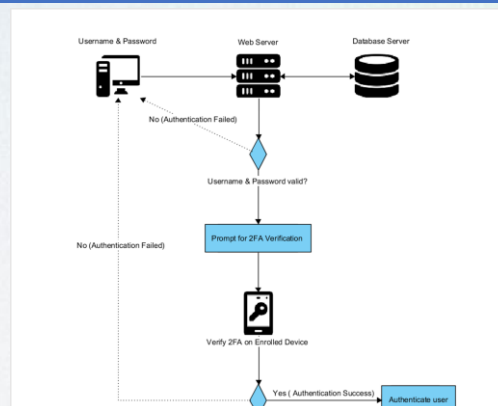 Username & Password
Web Server
Database Server
No (Authentication Failed)
Username & Password valid?
Prompt for 2FA Verification
No (Authentication Failed)
Verify 2FA on Enrolled Device
Yes ( Authentication Success)
Authenticate user